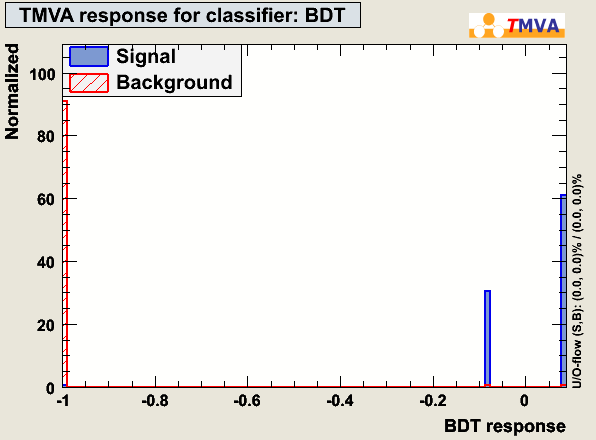 TMVA response for classifier: BDT
TMVA
Normalized
Signal
Background
100
80
60
40
20
0
-1
-0.8
-0.6
-0.4
-0.2
0
BDT response
U/O-flow (S,B): (0.0, 0.0)% / (0.0, 0.0)%